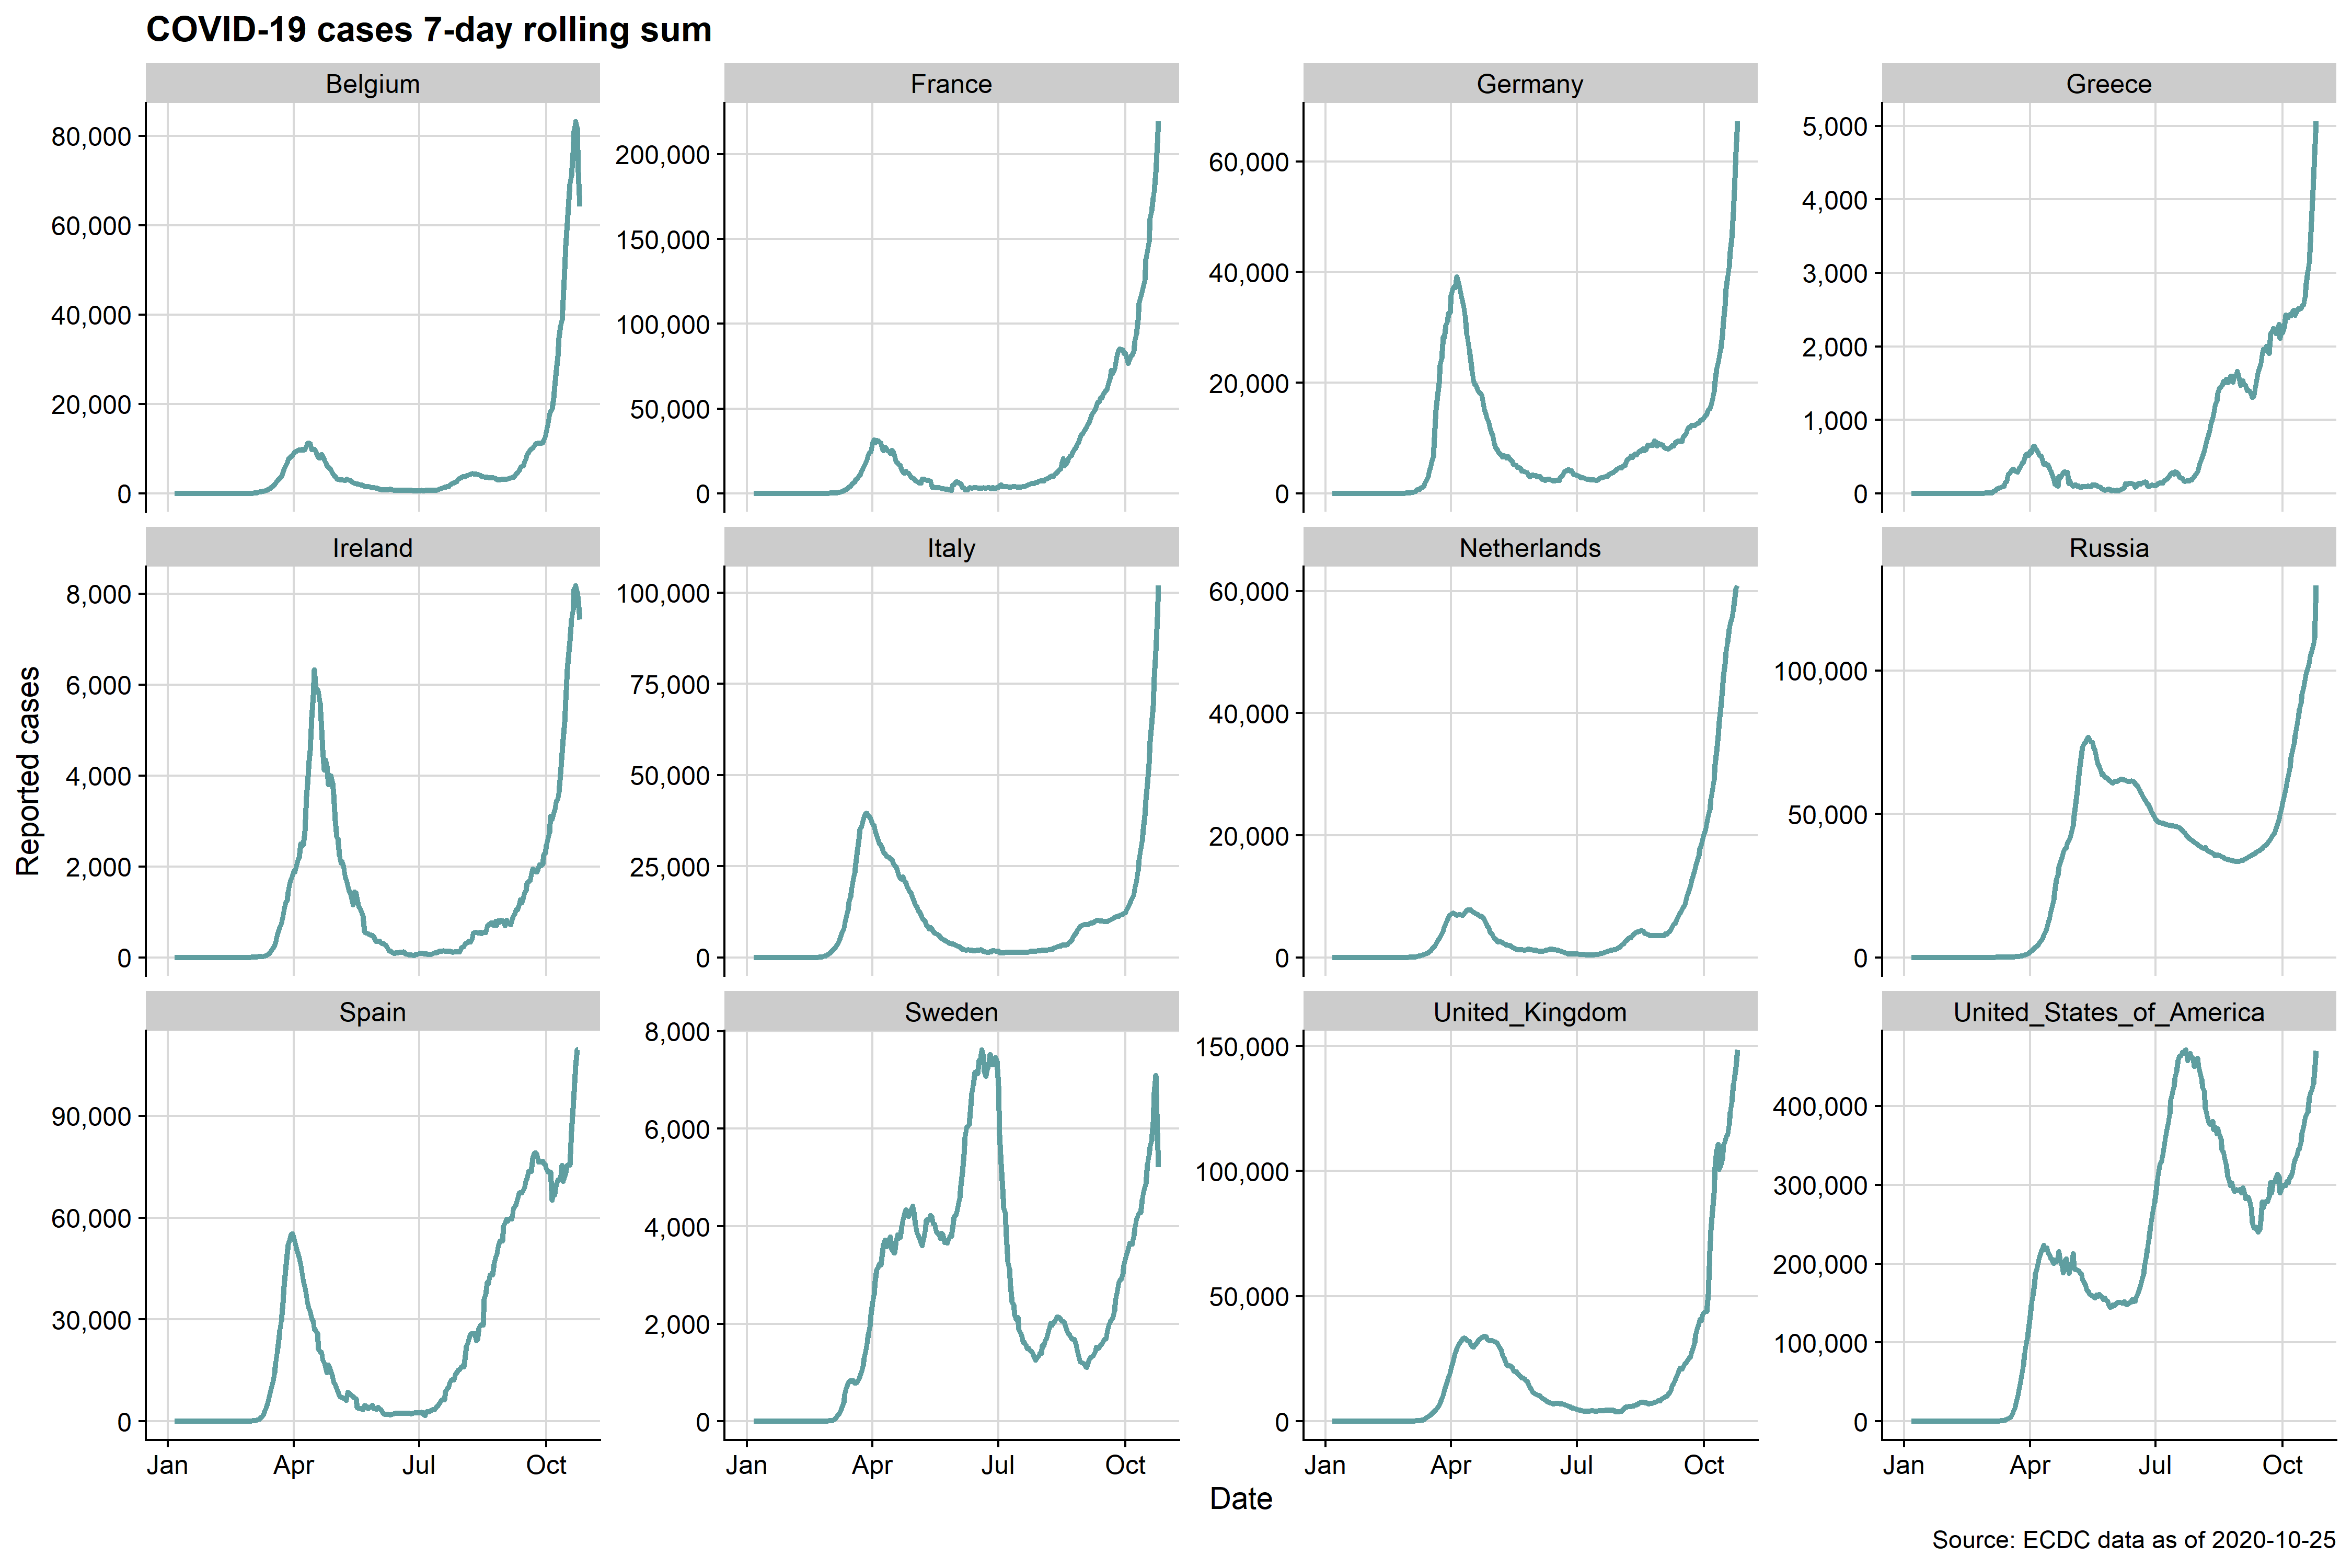 COVID-19 cases 7-day rolling sum
Belgium
France
Germany
Greece
80,000
60,000
40,000
20,000
0
200,000
150,000
100,000
50,000
0
60,000
40,000
20,000
0
5,000
4,000
3,000
2,000
1,000
0
Ireland
Italy
Netherlands
Russia
Reported cases
8,000
6,000
4,000
2,000
0
100,000
75,000
50,000
25,000
0
60,000
40,000
20,000
0
100,000
50,000
0
Spain
Sweden
United_Kingdom
United_States_of_America
90,000
60,000
30,000
0
8,000
6,000
4,000
2,000
0
150,000
100,000
50,000
0
400,000
300,000
200,000
100,000
0
Jan Apr Jul Oct
Jan Apr Jul Oct
Jan Apr Jul Oct
Jan Apr Jul Oct
Date
Source: ECDC data as of 2020-10-25